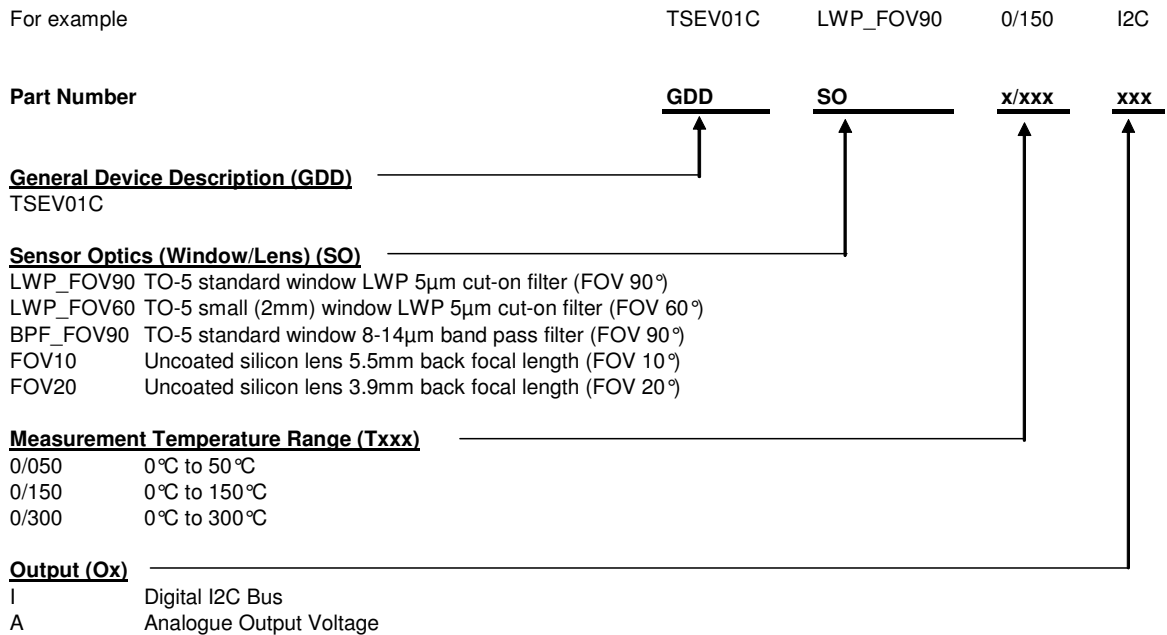 For example TSEV01C LWP_FOV90 0/150 I2C
Part Number GDD SO x/xxx xxx
General Device Description (GDD)
TSEV01C
Sensor Optics (Window/Lens) (SO)
LWP_FOV90 TO-5 standard window LWP 5µm cut-on filter (FOV 90°)
LWP_FOV60 TO-5 small (2mm) window LWP 5µm cut-on filter (FOV 60°)
BPF_FOV90 TO-5 standard window 8-14µm band pass filter (FOV 90°)
FOV10 Uncoated silicon lens 5.5mm back focal length (FOV 10°)
FOV20 Uncoated silicon lens 3.9mm back focal length (FOV 20°)
Measurement Temperature Range (Txxx)
0/050 0°C to 50°C
0/150 0°C to 150°C
0/300 0°C to 300°C
Output (Ox)
I Digital I2C Bus
A Analogue Output Voltage